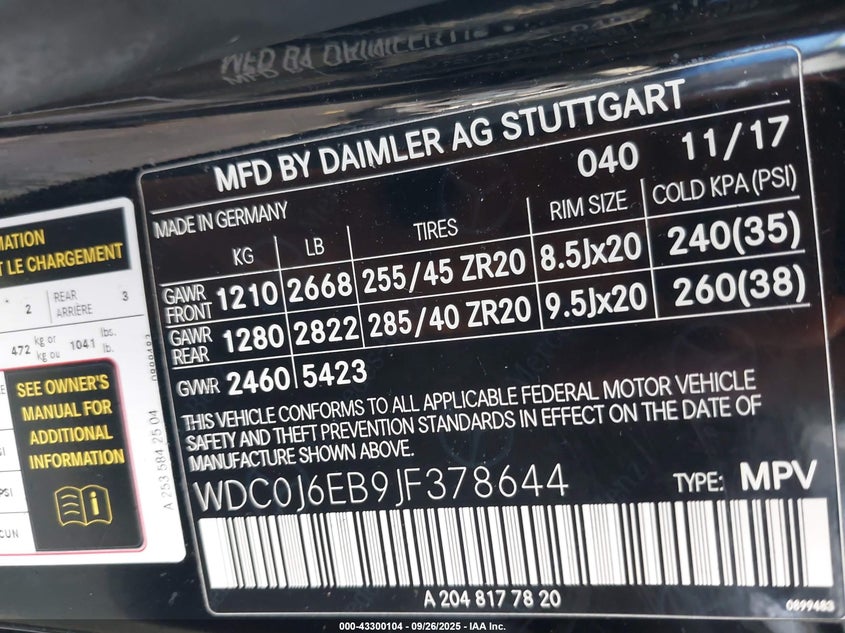 MFD BY DAIMLER AG STUTTGART
040 11/17
MADE IN GERMANY
KG LB TIRES RIM SIZE COLD KPA(PSI)
GAWR FRONT 1210 2668 255/45 ZR20 8.5Jx20 240(35)
GAWR REAR 1280 2822 285/40 ZR20 9.5Jx20 260(38)
GWR 2460 5423
THIS VEHICLE CONFORMS TO ALL APPLICABLE FEDERAL MOTOR VEHICLE
SAFETY AND THEFT PREVENTION STANDARDS IN EFFECT ON THE DATE OF
MANUFACTURE SHOWN ABOVE.
WDC0J6EB9JF378644 TYPE: MPV
A 204 817 78 20
0899483
MATION
T LE CHARGEMENT
2 REAR ARRIÈRE 3
472 kg or kg ou 1041 lbs. lb.
SEE OWNER'S
MANUAL FOR
ADDITIONAL
INFORMATION
PSI
CUN
0899483
A 253 584 25 04
000-43300104 - 09/26/2025 - IAA Inc.